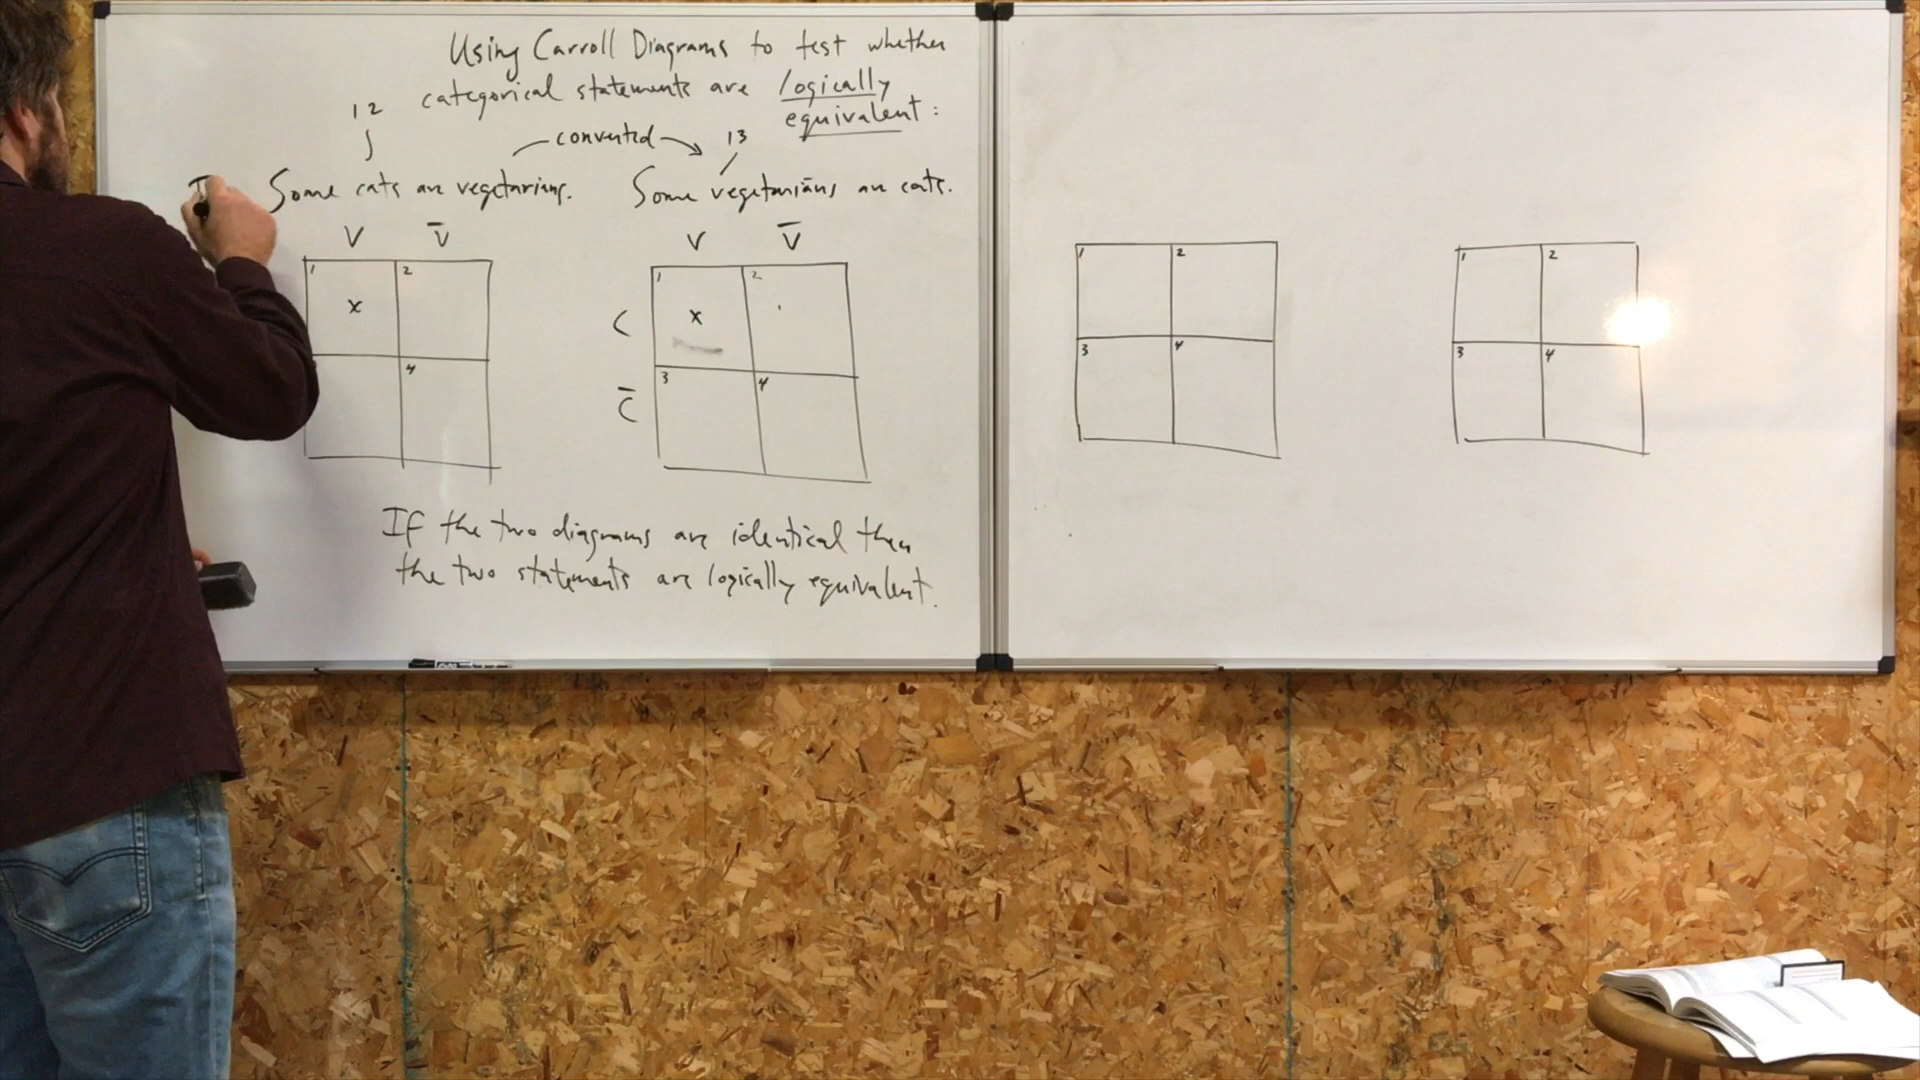 Using Carroll Diagrams to test whether
categorical statements are logically
equivalent:
12
converted
13
I
Some cats are vegetarians.
Some vegetarians are cats.
V V̅
V V̅
1 2
x
4
C
C̅
1 2
x
3 4
1 2
3 4
1 2
3 4
If the two diagrams are identical then
the two statements are logically equivalent.